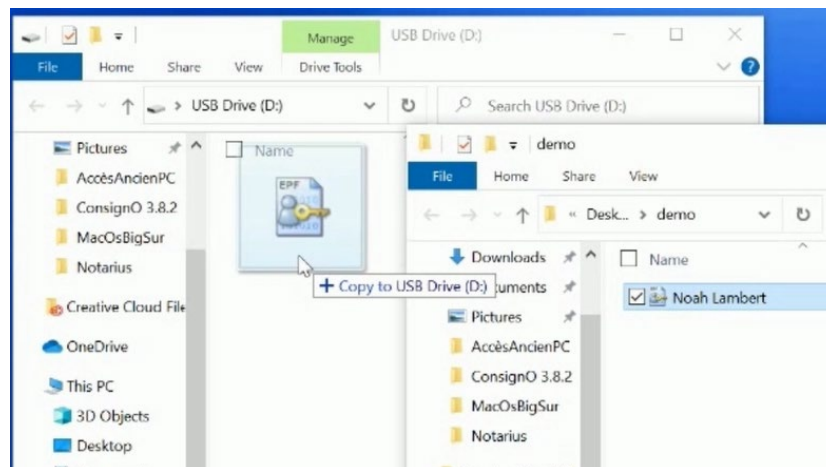 Manage
USB Drive (D:)
File
Home
Share
View
Drive Tools
USB Drive (D:)
Search USB Drive (D:)
Pictures
AccèsAncienPC
ConsignO 3.8.2
MacOsBigSur
Notarius
Creative Cloud File
OneDrive
This PC
3D Objects
Desktop
Name
EPF
Copy to USB Drive (D:)
demo
File
Home
Share
View
Desk... > demo
Downloads
uments
Pictures
AccèsAncienPC
ConsignO 3.8.2
MacOsBigSur
Notarius
Name
Noah Lambert